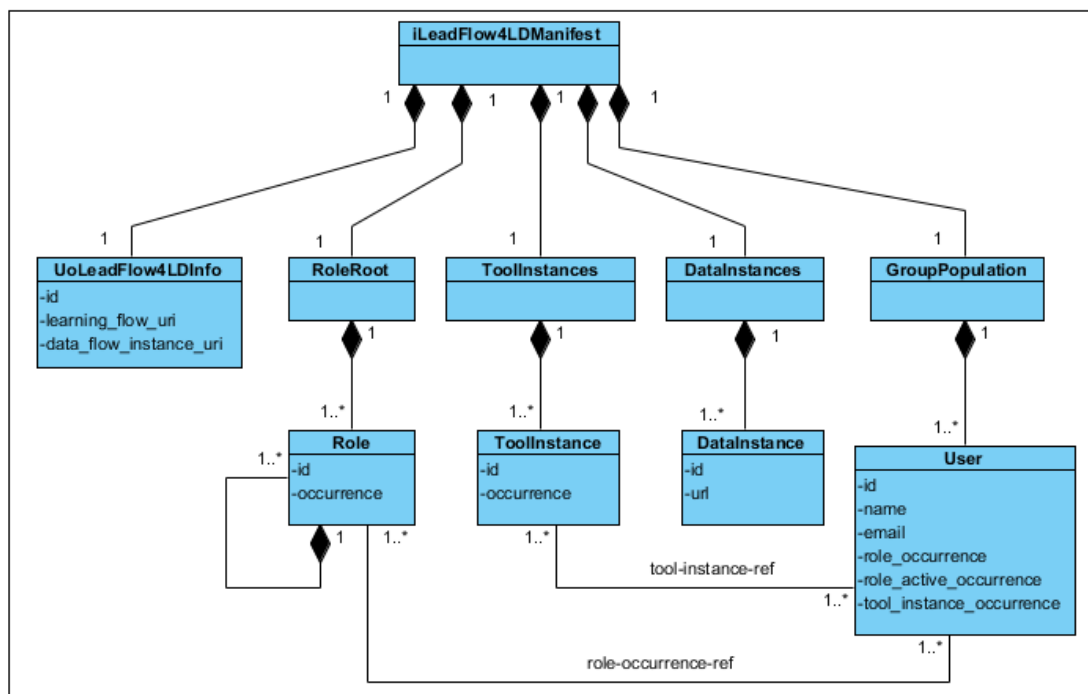 iLeadFlow4LDManifest
1
1
1
1
1
1
1
1
1
UoLeadFlow4LDInfo
-id
-learning_flow_uri
-data_flow_instance_uri
RoleRoot
ToolInstances
DataInstances
GroupPopulation
1
1
1
1
1..*
1..*
1..*
1..*
1..*
Role
-id
-occurrence
ToolInstance
-id
-occurrence
DataInstance
-id
-url
User
-id
-name
-email
-role_occurrence
-role_active_occurrence
-tool_instance_occurrence
1
1..*
1..*
tool-instance-ref
1..*
1..*
role-occurrence-ref